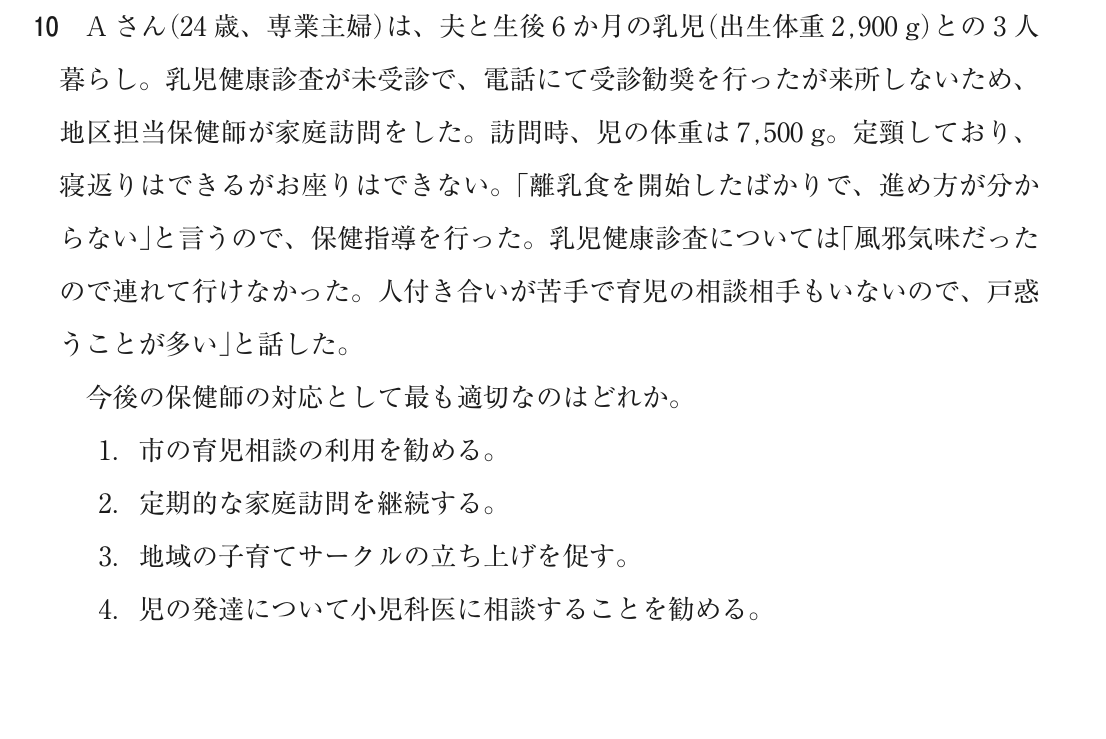 10 Aさん(24歳、専業主婦)は、夫と生後6か月の乳児(出生体重2,900 g)との3人
暮らし。乳児健康診査が未受診で、電話にて受診勧奨を行ったが来所しないため、
地区担当保健師が家庭訪問をした。訪問時、児の体重は7,500 g。定頸しており、
寝返りはできるがお座りはできない。「離乳食を開始したばかりで、進め方が分か
らない」と言うので、保健指導を行った。乳児健康診査については「風邪気味だった
ので連れて行けなかった。人付き合いが苦手で育児の相談相手もいないので、戸惑
うことが多い」と話した。
今後の保健師の対応として最も適切なのはどれか。
1. 市の育児相談の利用を勧める。
2. 定期的な家庭訪問を継続する。
3. 地域の子育てサークルの立ち上げを促す。
4. 児の発達について小児科医に相談することを勧める。